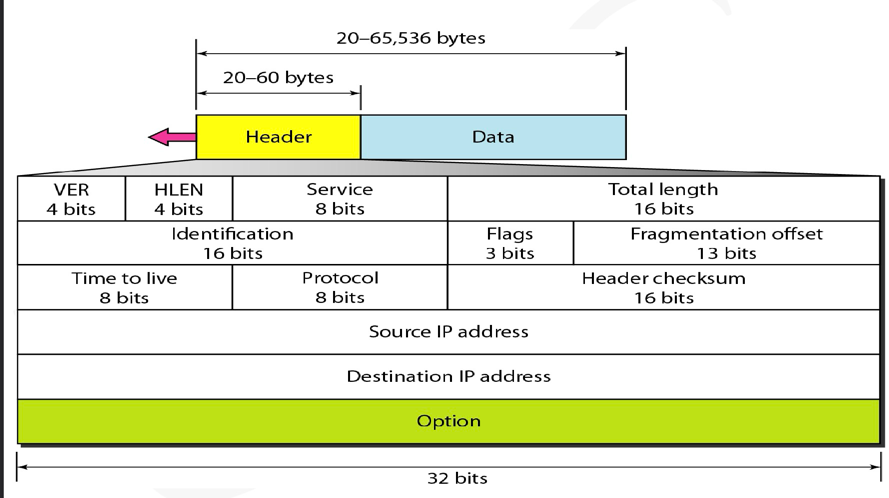 20–65,536 bytes
20–60 bytes
Header
Data
VER
4 bits
HLEN
4 bits
Service
8 bits
Total length
16 bits
Identification
16 bits
Flags
3 bits
Fragmentation offset
13 bits
Time to live
8 bits
Protocol
8 bits
Header checksum
16 bits
Source IP address
Destination IP address
Option
32 bits